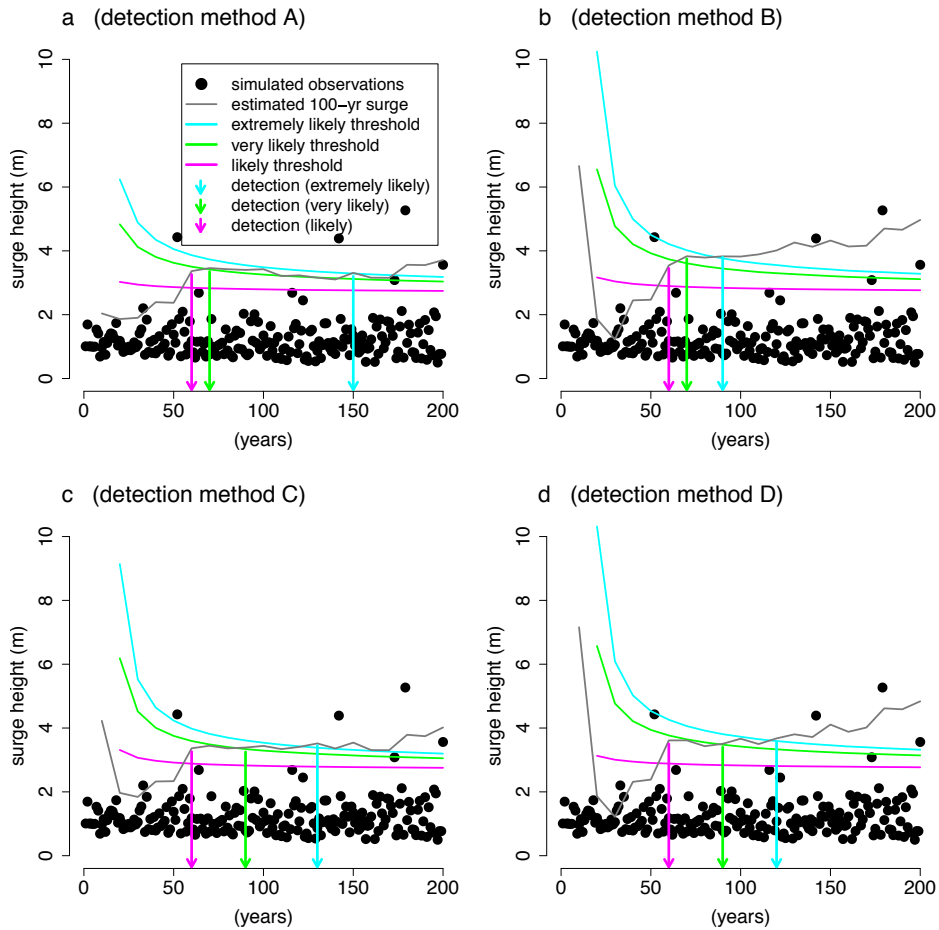 a (detection method A)
surge height (m)
10
8
6
4
2
0
simulated observations
estimated 100−yr surge
extremely likely threshold
very likely threshold
likely threshold
detection (extremely likely)
detection (very likely)
detection (likely)
0 50 100 150 200
(years)
b (detection method B)
surge height (m)
10
8
6
4
2
0
0 50 100 150 200
(years)
c (detection method C)
surge height (m)
10
8
6
4
2
0
0 50 100 150 200
(years)
d (detection method D)
surge height (m)
10
8
6
4
2
0
0 50 100 150 200
(years)